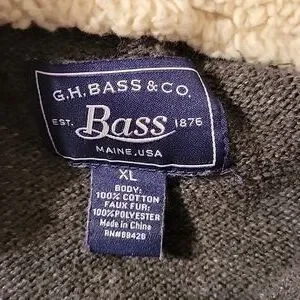 G.H. BASS & CO.
EST. Bass 1876
MAINE, USA
XL
BODY:
100% COTTON
FAUX FUR:
100% POLYESTER
Made in China
RN#89426